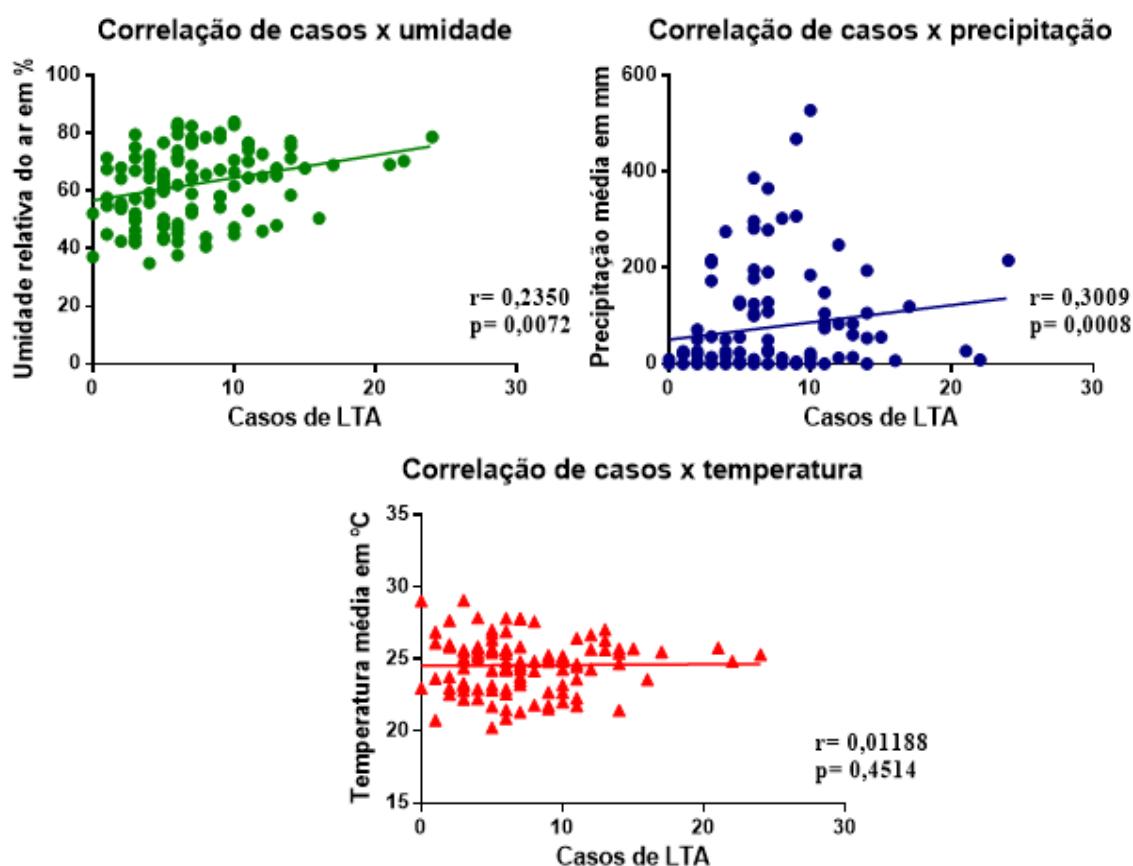 Correlação de casos x umidade
Umidade relativa do ar em %
100
80
60
40
20
0
0
10
20
30
Casos de LTA
r= 0,2350
p= 0,0072
Correlação de casos x precipitação
Precipitação média em mm
600
400
200
0
0
10
20
30
Casos de LTA
r= 0,3009
p= 0,0008
Correlação de casos x temperatura
Temperatura média em ºC
35
30
25
20
15
0
10
20
30
Casos de LTA
r= 0,01188
p= 0,4514